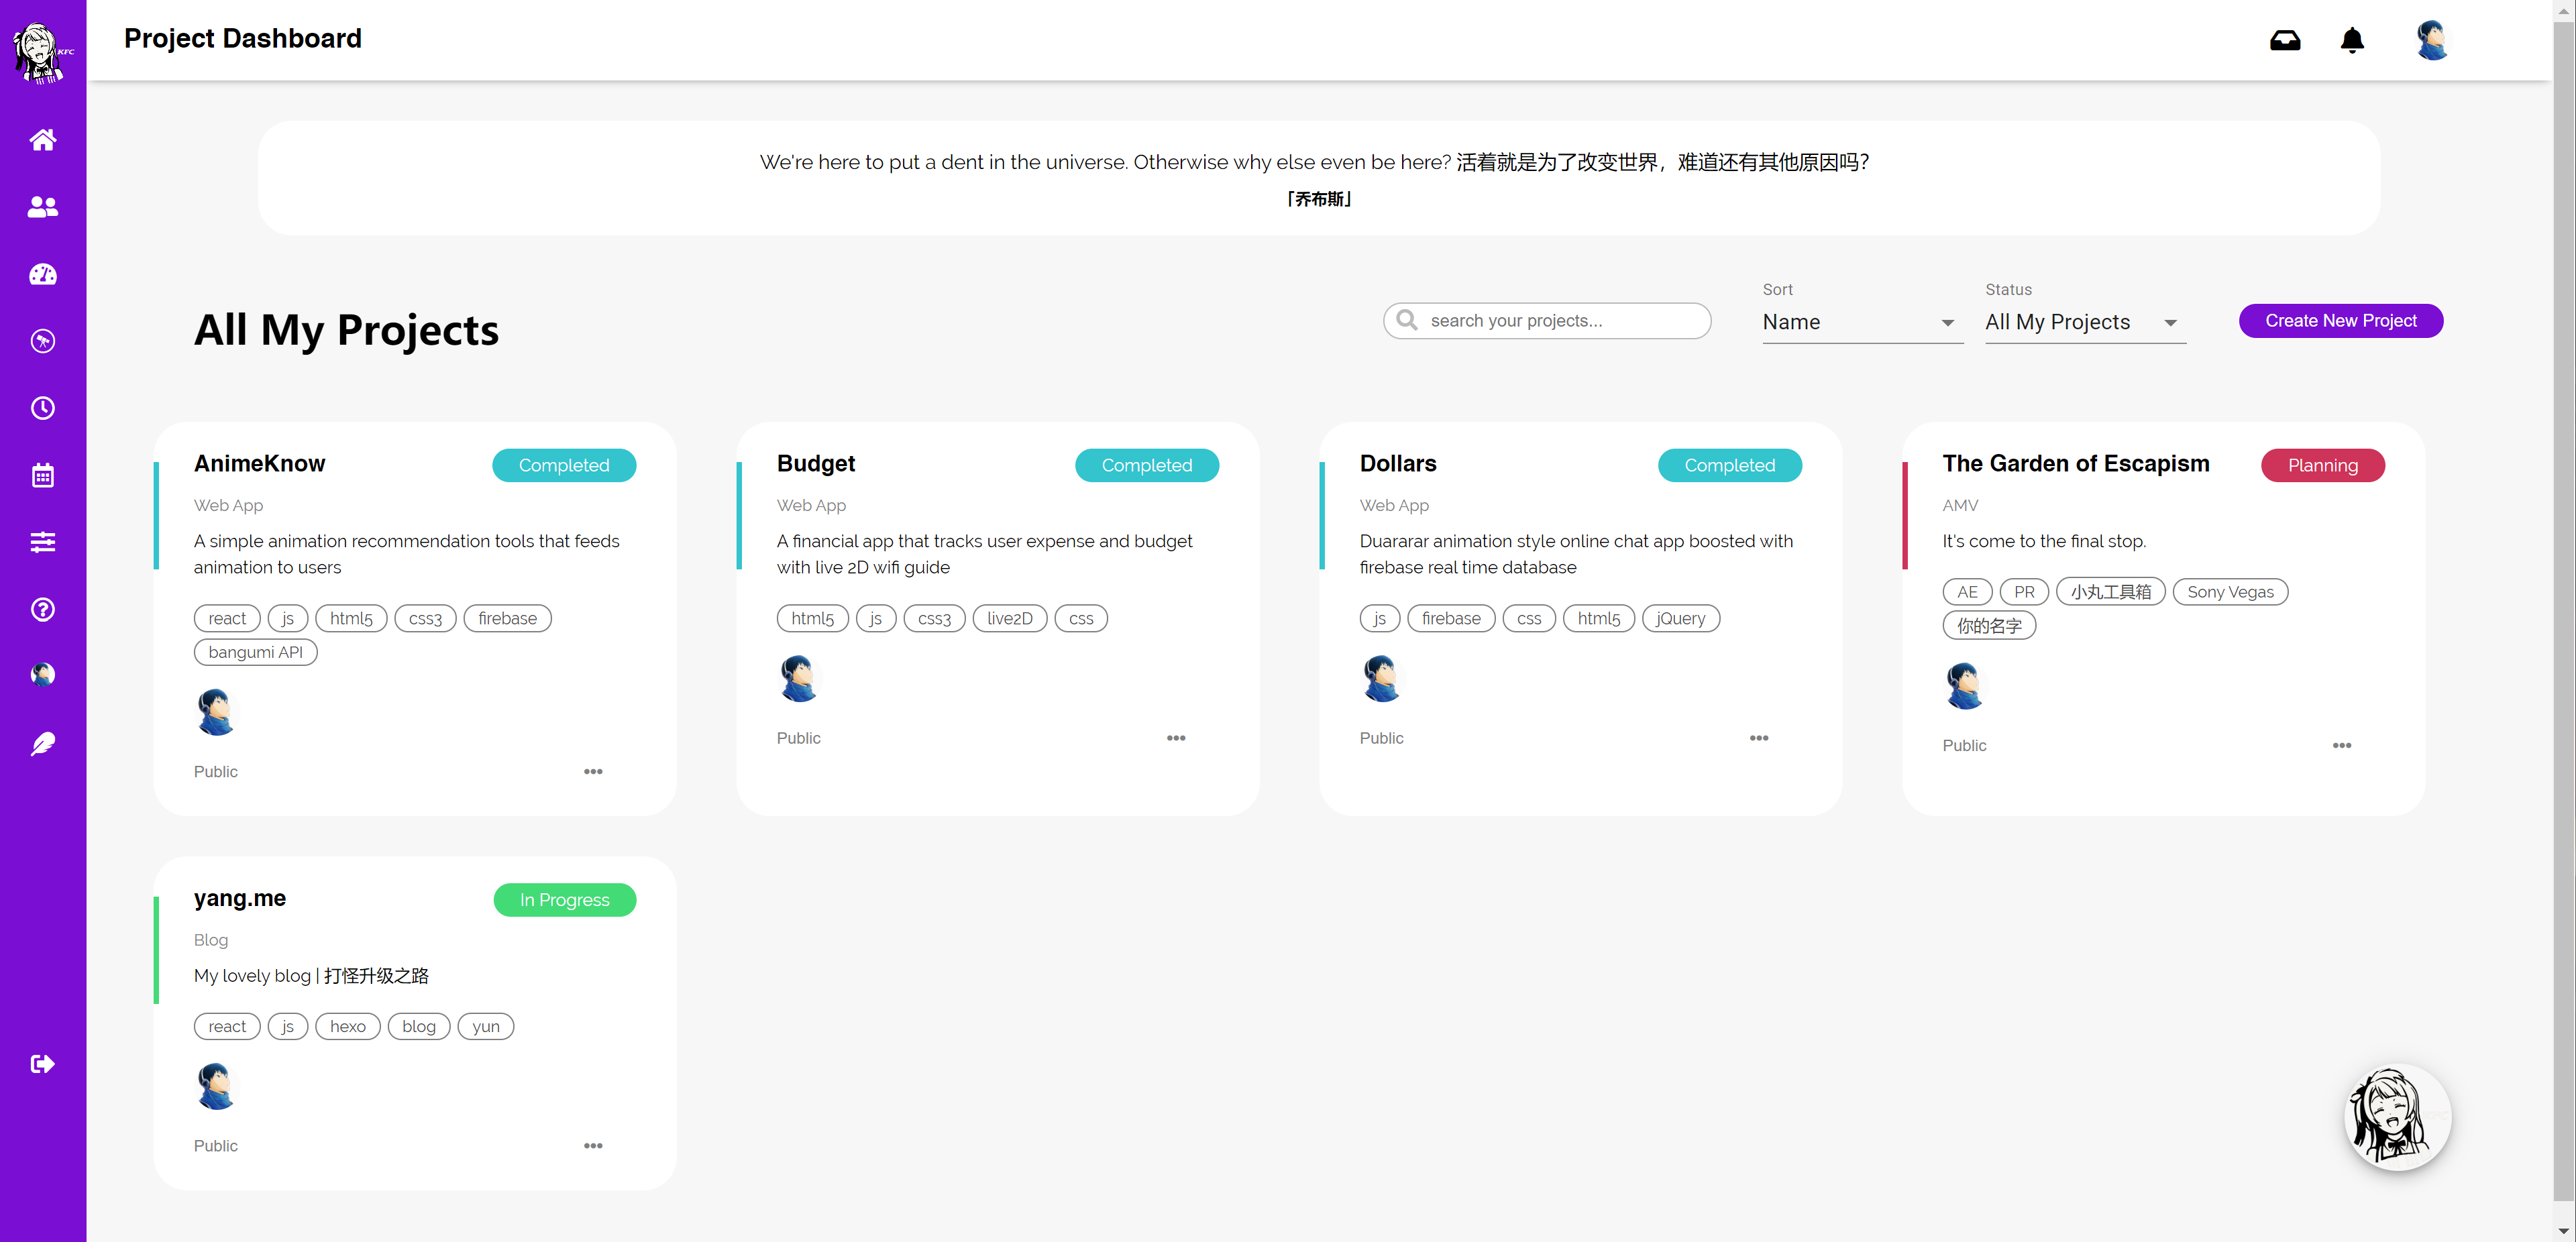 KFC
Project Dashboard
We're here to put a dent in the universe. Otherwise why else even be here? 活着就是为了改变世界，难道还有其他原因吗？
「乔布斯」
All My Projects
search your projects...
Sort
Name
Status
All My Projects
Create New Project
AnimeKnow
Completed
Web App
A simple animation recommendation tools that feeds
animation to users
react js html5 css3 firebase
bangumi API
Public
Budget
Completed
Web App
A financial app that tracks user expense and budget
with live 2D wifi guide
html5 js css3 live2D css
Public
Dollars
Completed
Web App
Duararar animation style online chat app boosted with
firebase real time database
js firebase css html5 jQuery
Public
The Garden of Escapism
Planning
AMV
It's come to the final stop.
AE PR 小丸工具箱 Sony Vegas
你的名字
Public
yang.me
In Progress
Blog
My lovely blog | 打怪升级之路
react js hexo blog yun
Public